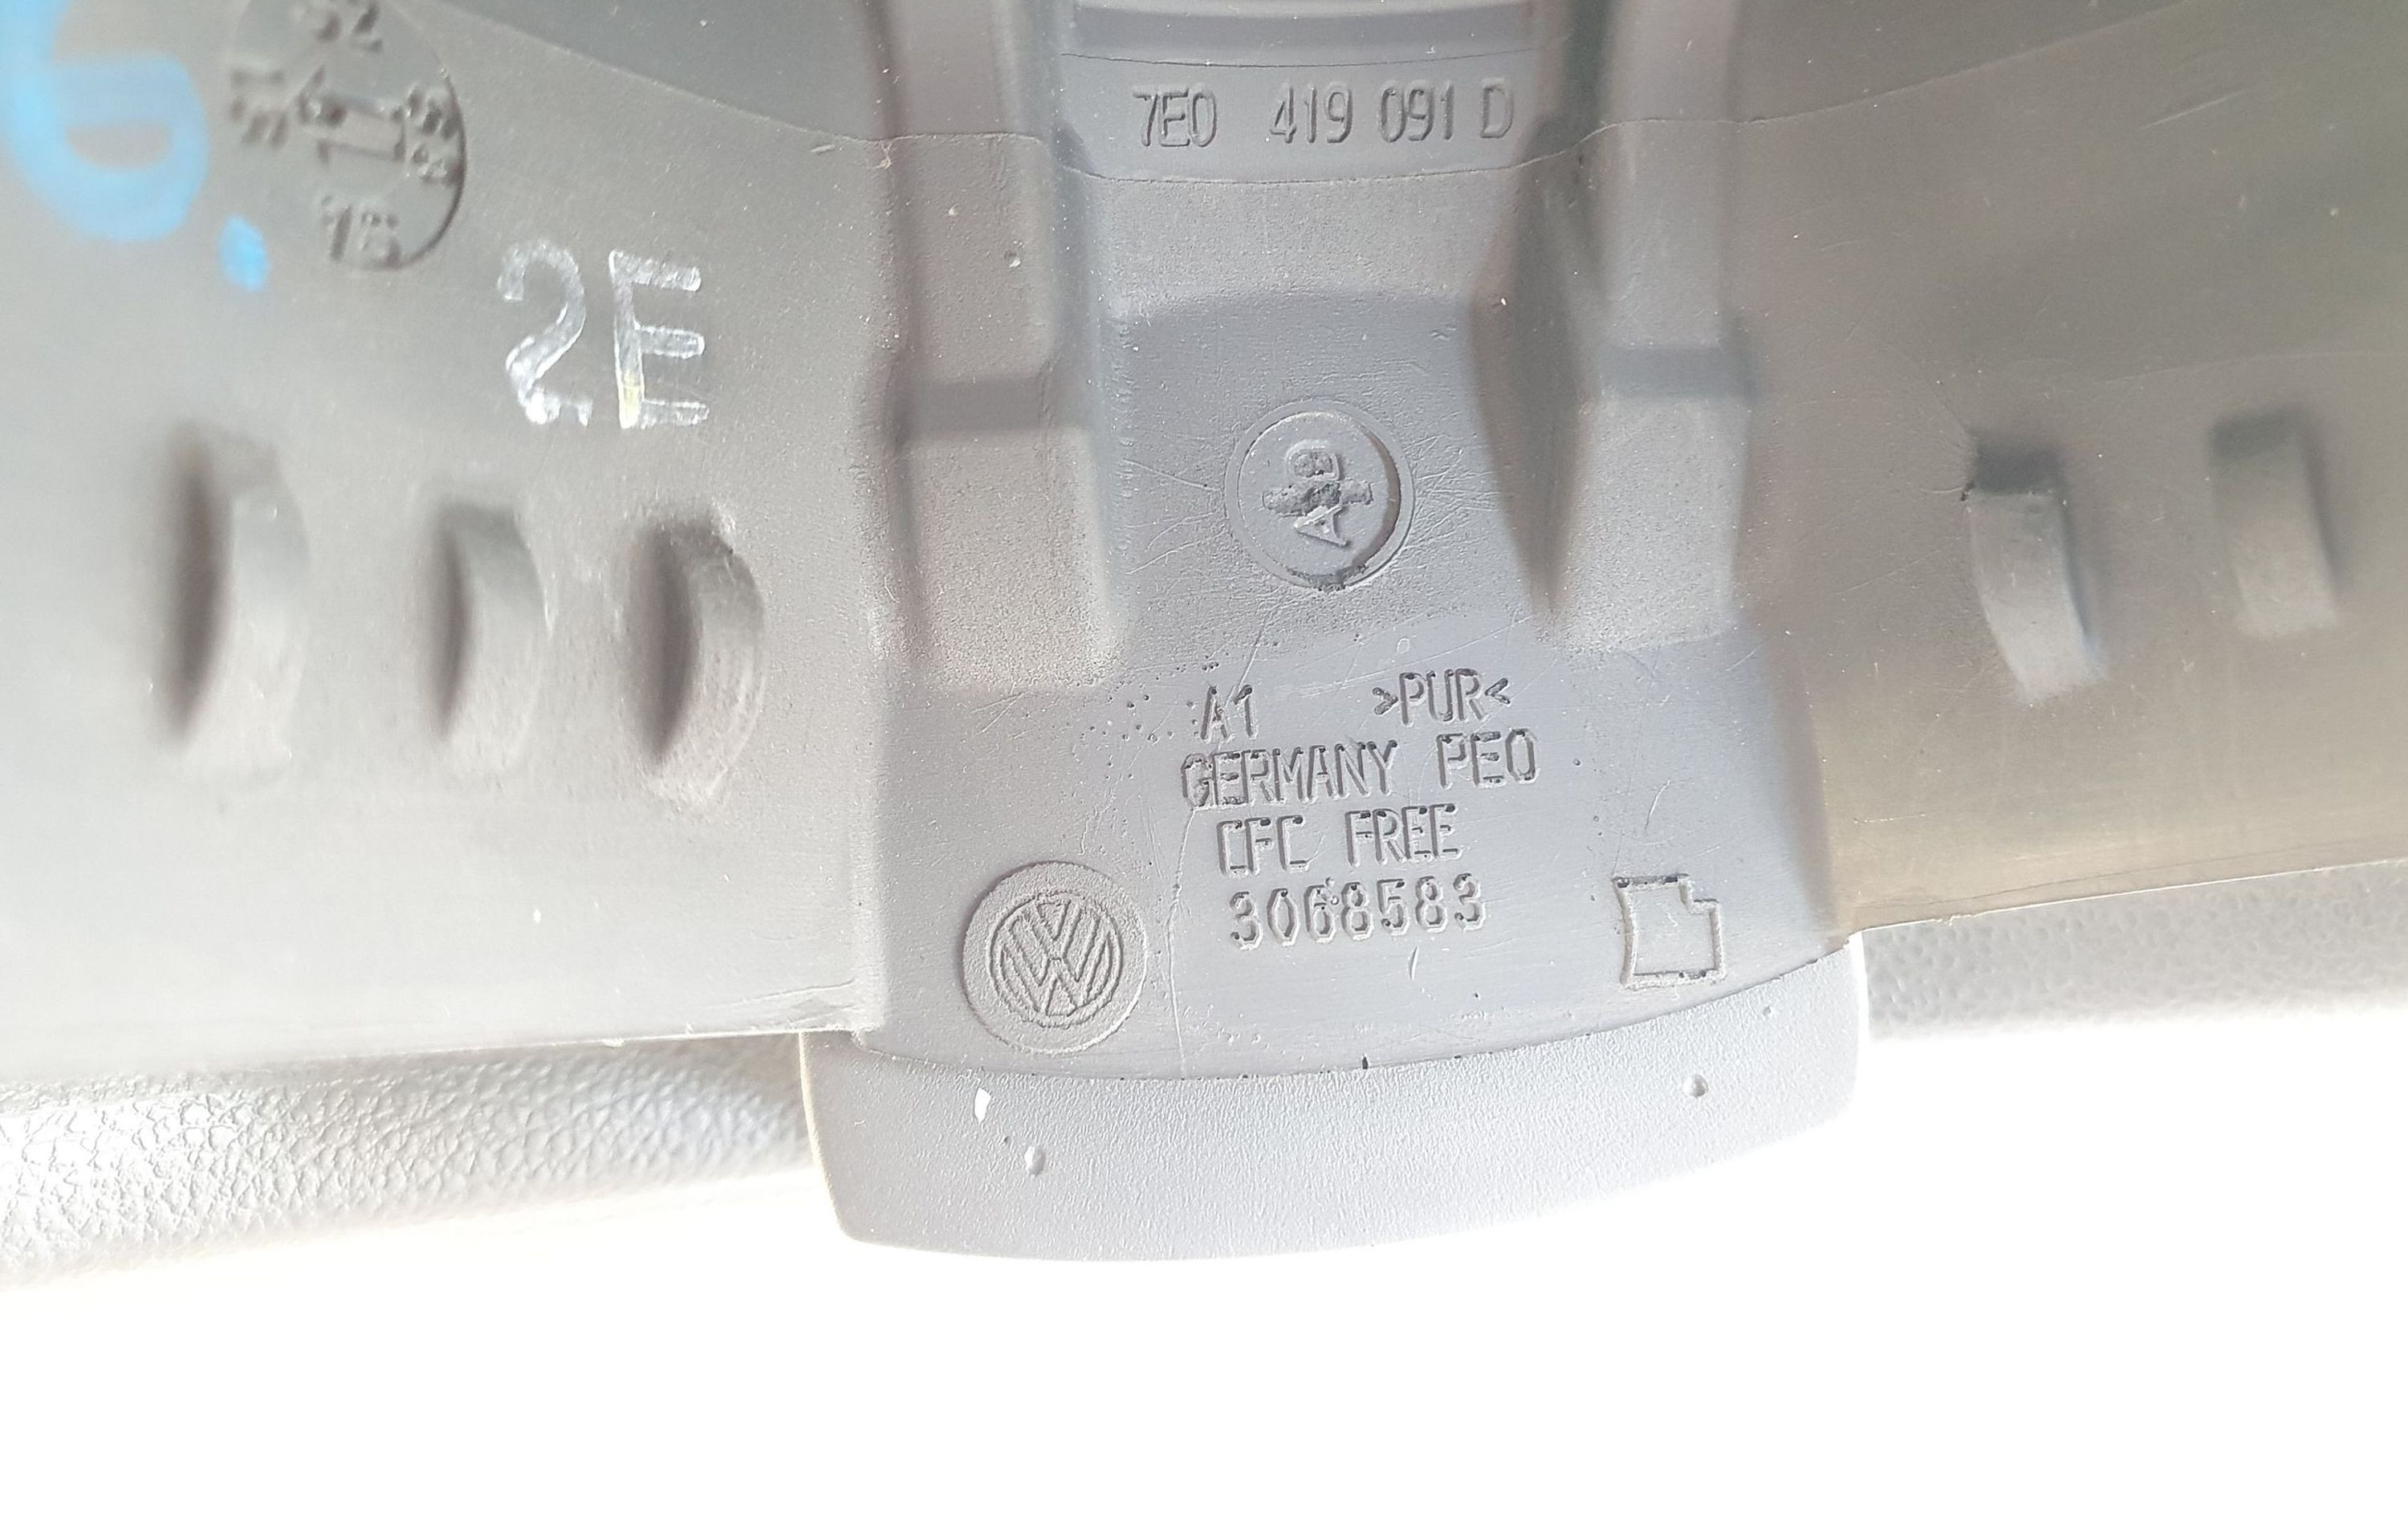 7E0 419 091 D
2E
A B
A1 >PUR<
GERMANY PEO
CFC FREE
3068583